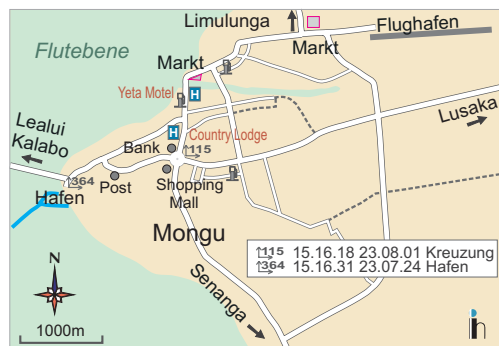 Limulunga
Flughafen
Flutebene
Markt
Markt
Yeta Motel
H
Lusaka
Lealui
Kalabo
H
Country Lodge
Bank
115
364
Hafen
Post
Shopping
Mall
Mongu
115 15.16.18 23.08.01 Kreuzung
364 15.16.31 23.07.24 Hafen
N
Senanga
1000m